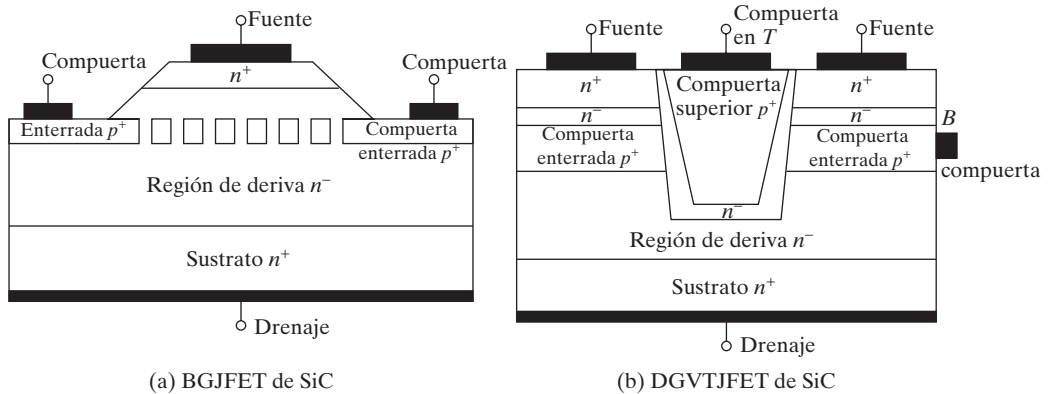 Fuente
Compuerta
n+
Compuerta
Enterrada p+
Compuerta
enterrada p+
Región de deriva n−
Sustrato n+
Drenaje
(a) BGJFET de SiC
Fuente
Compuerta
en T
Fuente
n+
Compuerta
superior p+
n+
n−
n−
B
Compuerta
enterrada p+
Compuerta
enterrada p+
compuerta
n−
Región de deriva n−
Sustrato n+
Drenaje
(b) DGVTJFET de SiC